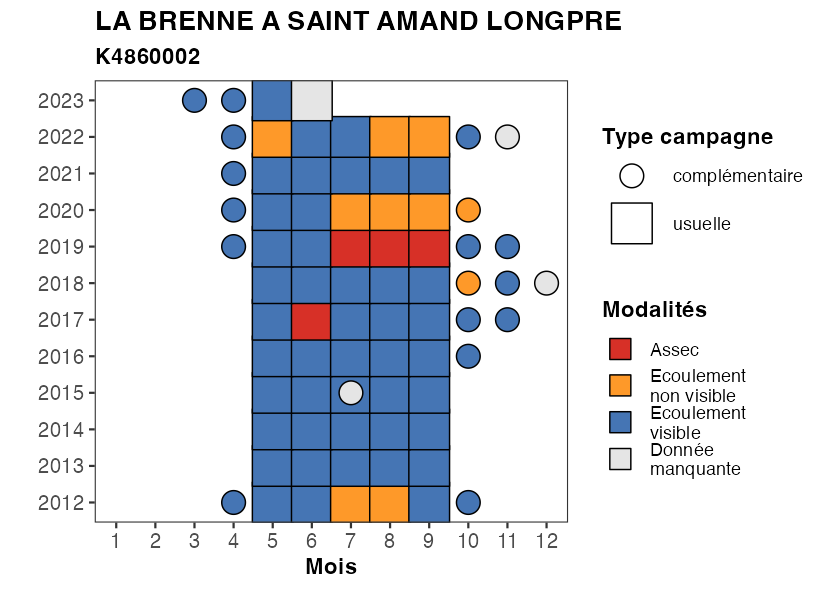 LA BRENNE A SAINT AMAND LONGPRE
K4860002
2023
2022
2021
2020
2019
2018
2017
2016
2015
2014
2013
2012
1 2 3 4 5 6 7 8 9 10 11 12
Mois
Type campagne
complémentaire
usuelle
Modalités
Assec
Ecoulement
non visible
Ecoulement
visible
Donnée
manquante